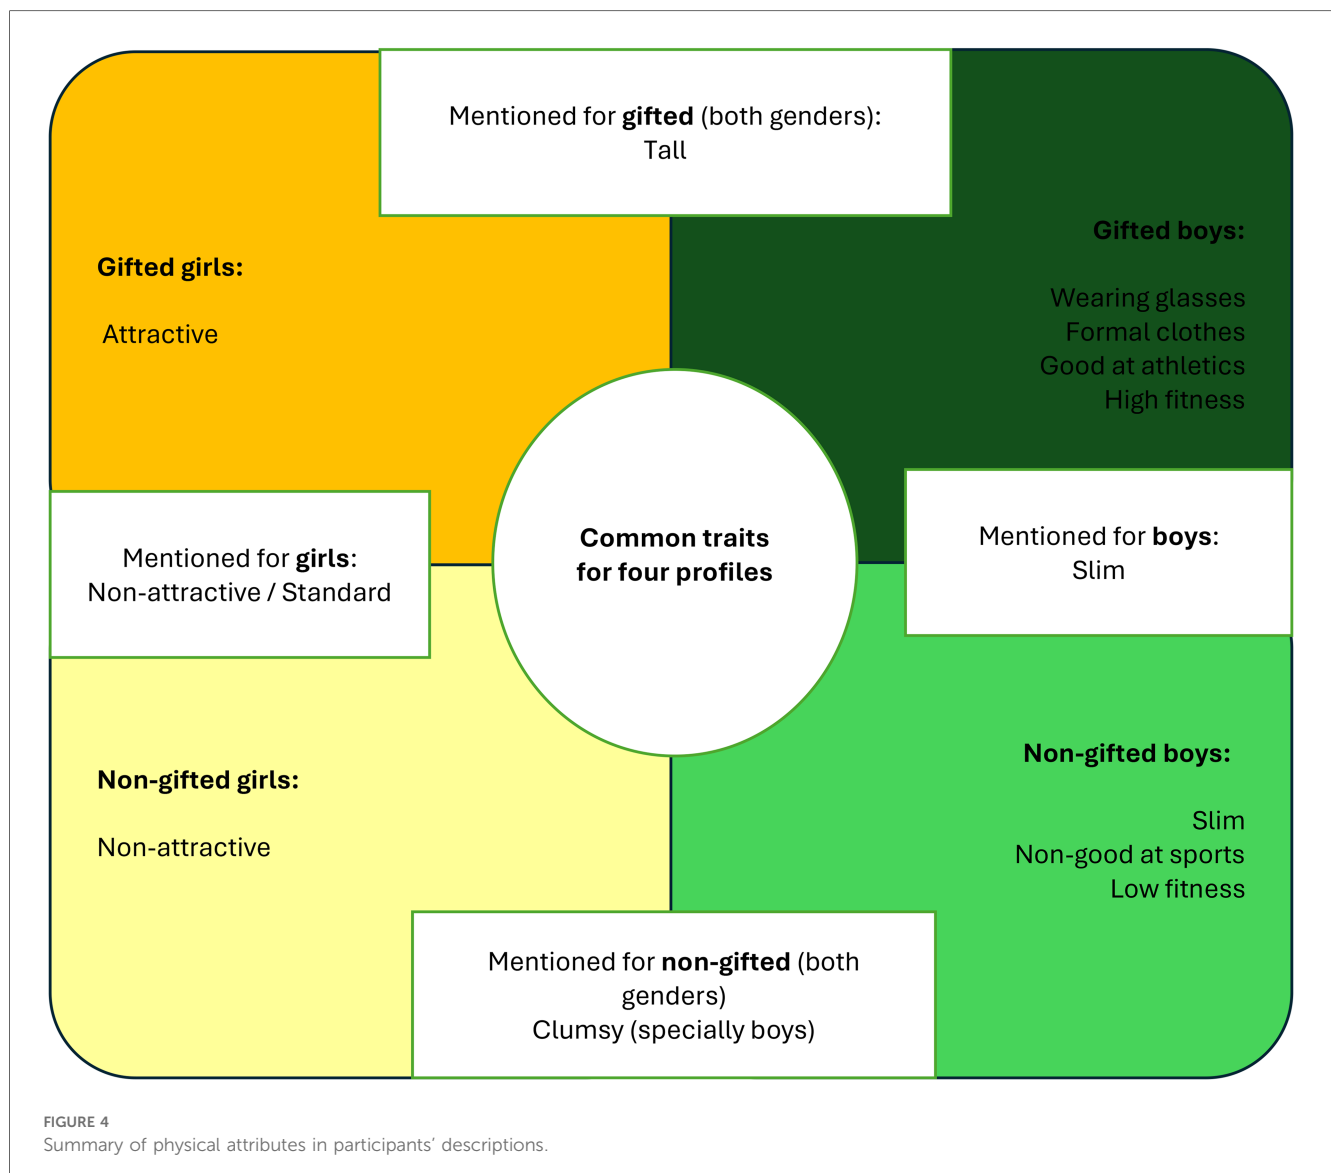 Mentioned for gifted (both genders):
Tall
Gifted girls:
Attractive
Gifted boys:
Wearing glasses
Formal clothes
Good at athletics
High fitness
Mentioned for girls:
Non-attractive / Standard
Common traits
for four profiles
Mentioned for boys:
Slim
Non-gifted girls:
Non-attractive
Non-gifted boys:
Slim
Non-good at sports
Low fitness
Mentioned for non-gifted (both
genders)
Clumsy (specially boys)
FIGURE 4
Summary of physical attributes in participants’ descriptions.